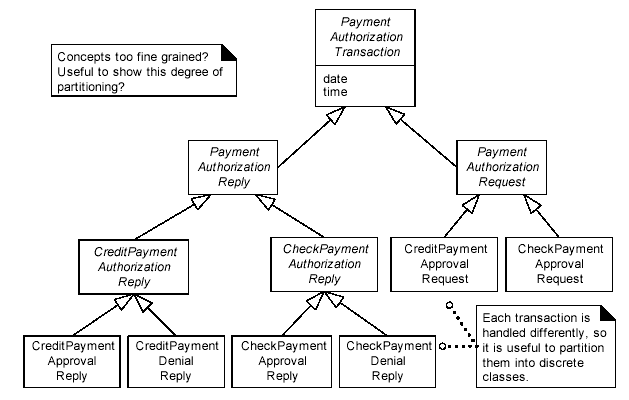 Payment
Authorization
Transaction
date
time
Concepts too fine grained?
Useful to show this degree of
partitioning?
Payment
Authorization
Reply
Payment
Authorization
Request
CreditPayment
Authorization
Reply
CheckPayment
Authorization
Reply
CreditPayment
Approval
Request
CheckPayment
Approval
Request
CreditPayment
Approval
Reply
CreditPayment
Denial
Reply
CheckPayment
Approval
Reply
CheckPayment
Denial
Reply
Each transaction is
handled differently, so
it is useful to partition
them into discrete
classes.